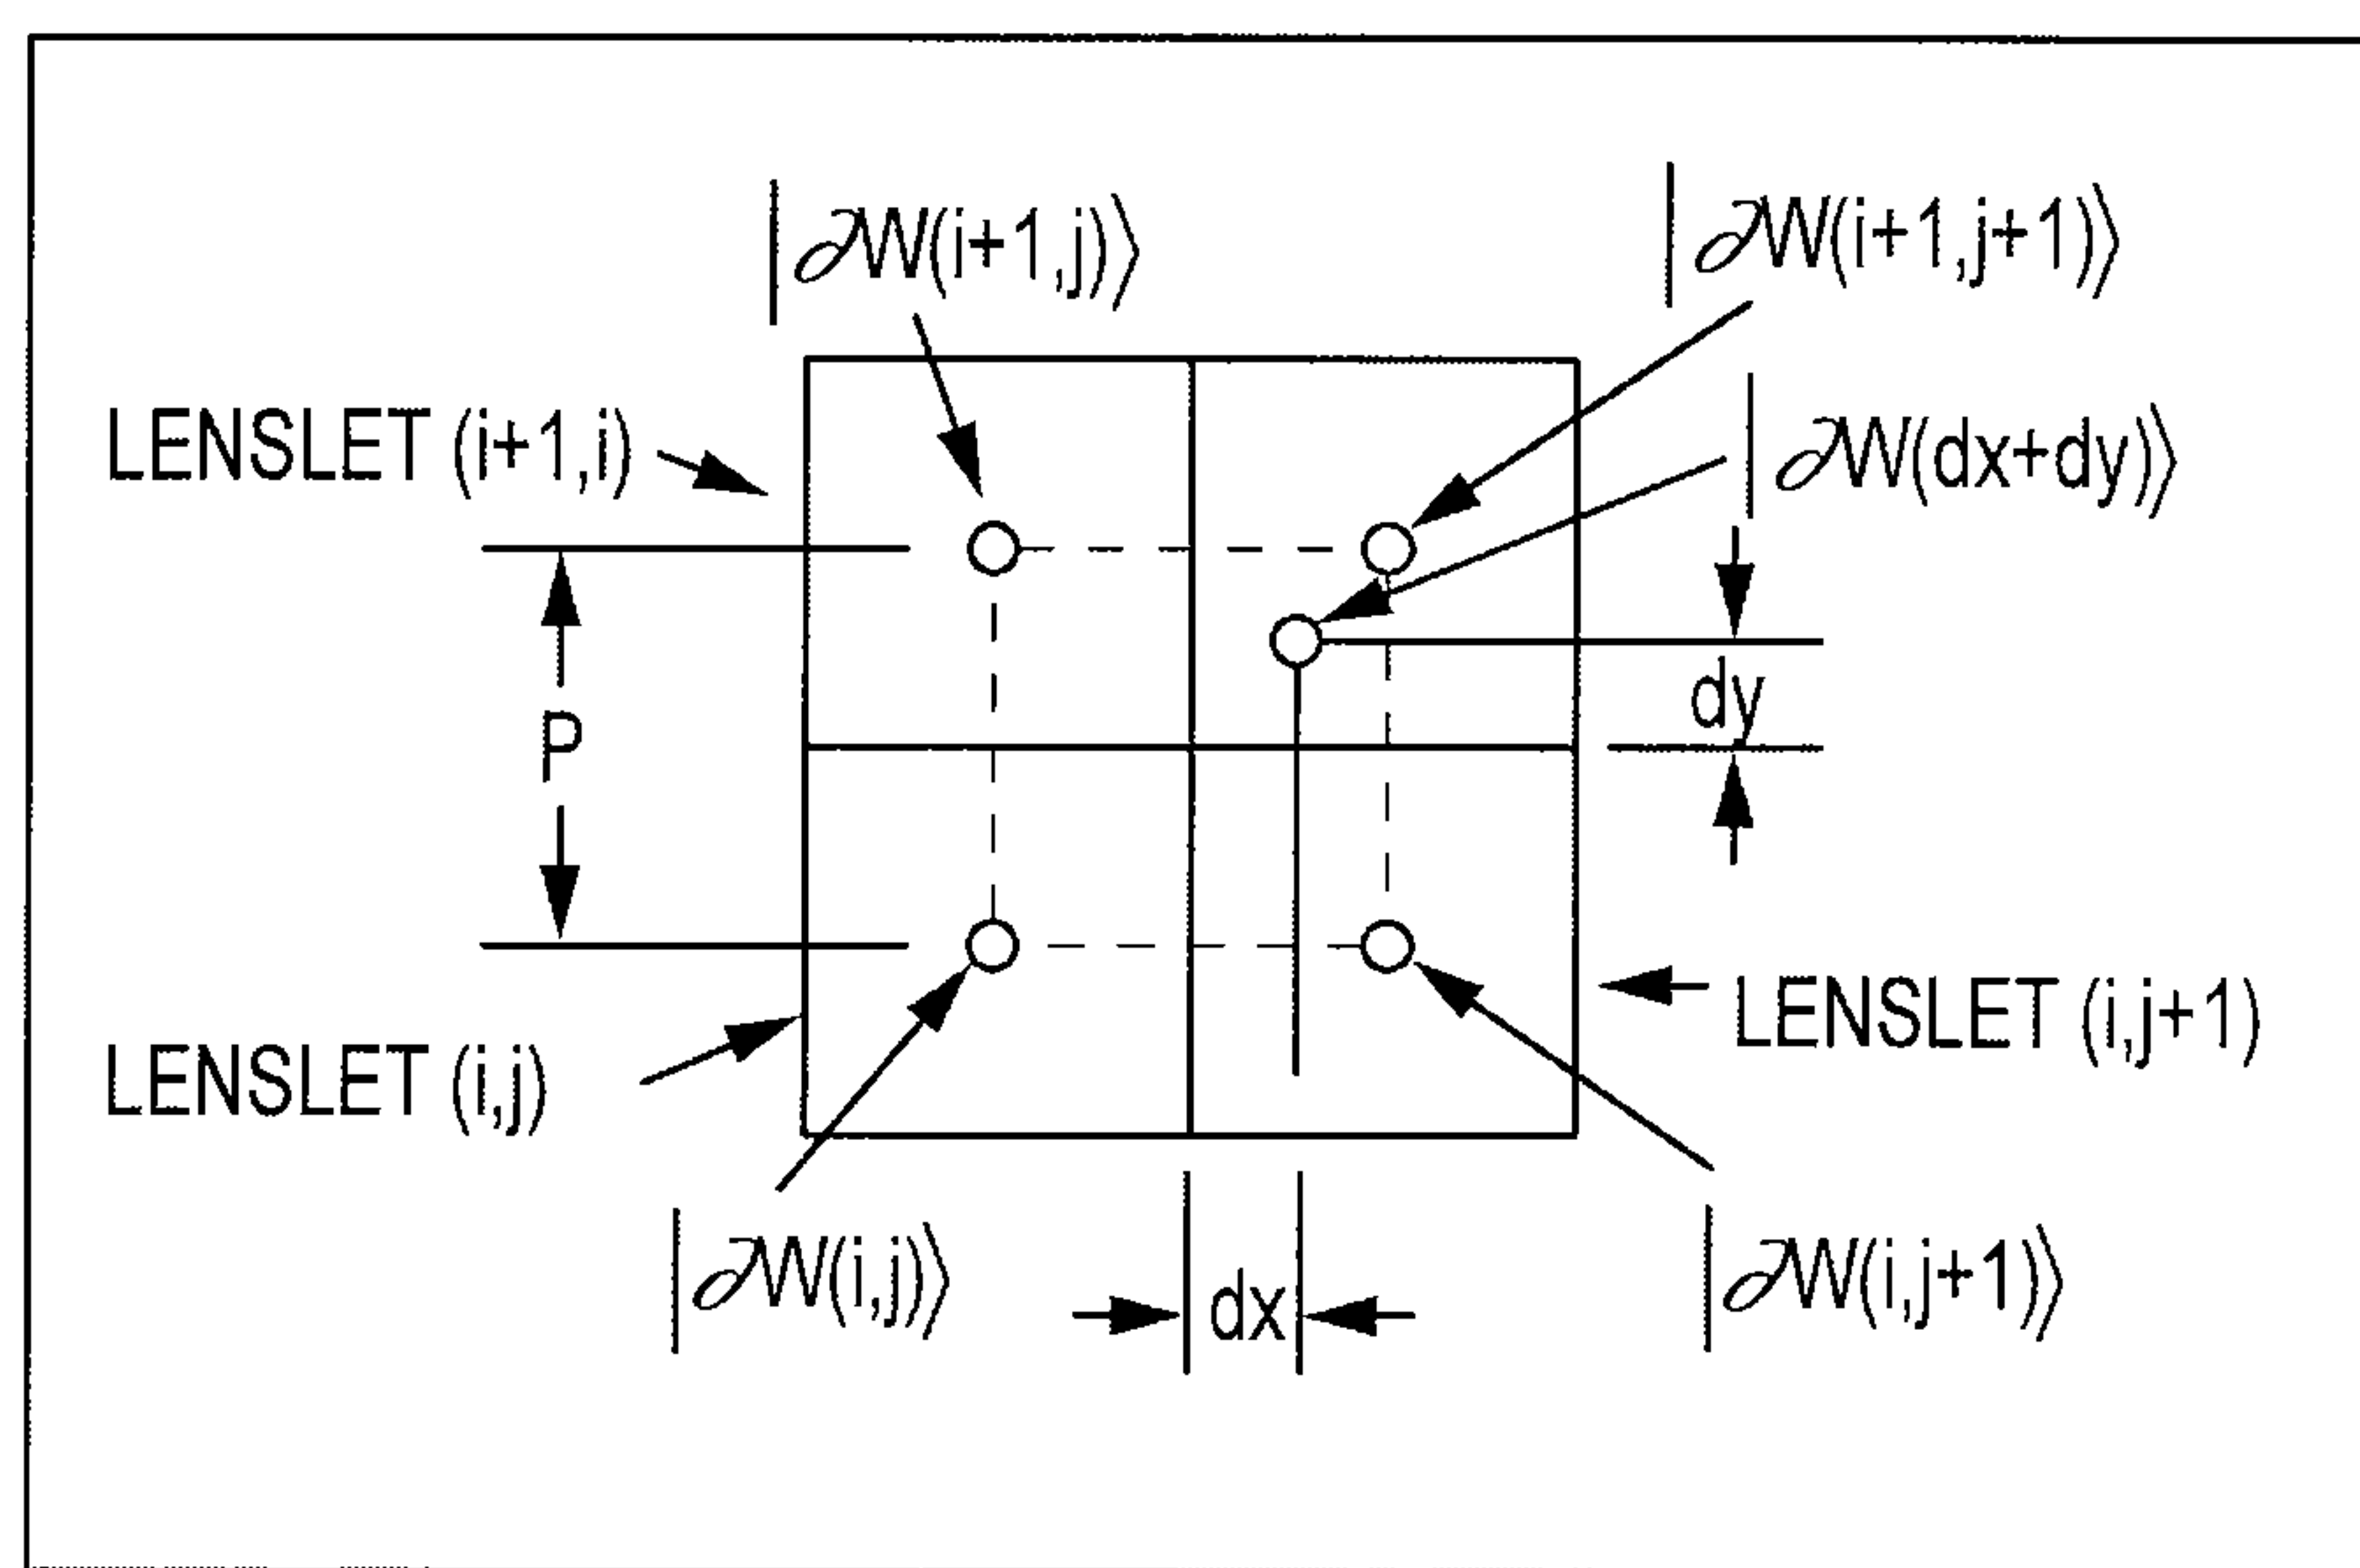 |∂W(i+1,j)⟩
|∂W(i+1,j+1)⟩
LENSLET (i+1,i)
|∂W(dx+dy)⟩
P
dy
LENSLET (i,j+1)
LENSLET (i,j)
|∂W(i,j)⟩
dx
|∂W(i,j+1)⟩